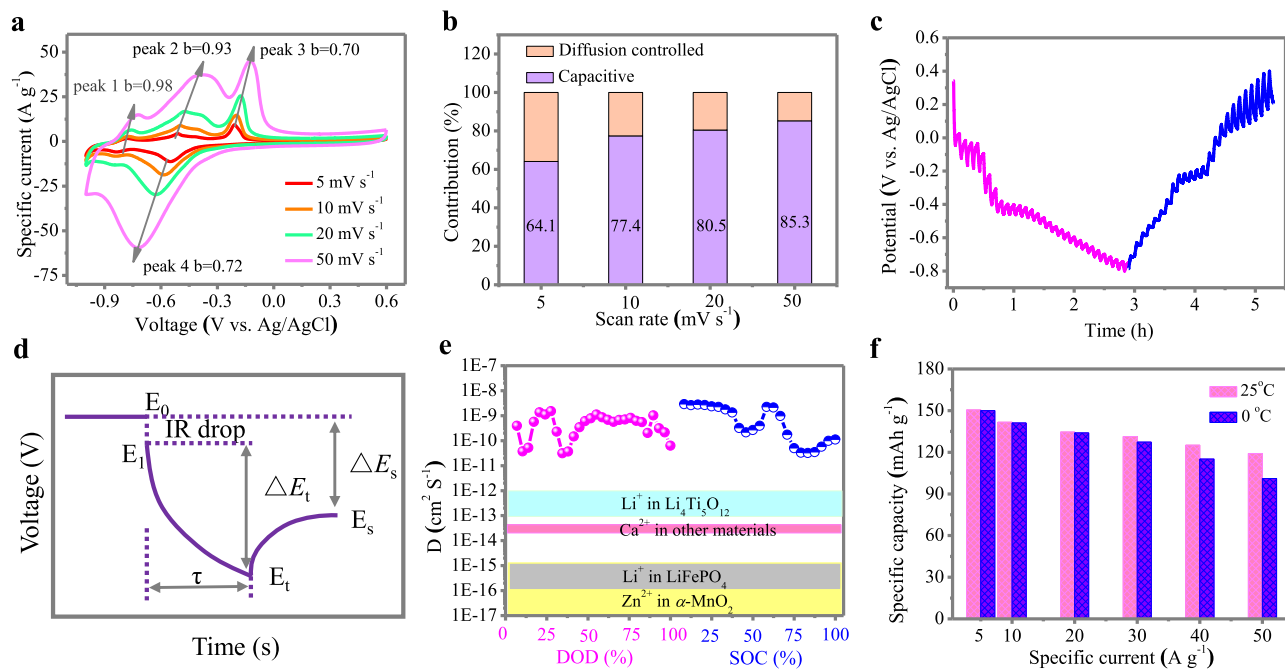 a
Specific current (A g⁻¹)
50
25
0
-25
-50
-75
peak 1 b=0.98
peak 2 b=0.93
peak 3 b=0.70
peak 4 b=0.72
5 mV s⁻¹
10 mV s⁻¹
20 mV s⁻¹
50 mV s⁻¹
-0.9 -0.6 -0.3 0.0 0.3 0.6
Voltage (V vs. Ag/AgCl)
b
Contribution (%)
120
100
80
60
40
20
0
Diffusion controlled
Capacitive
64.1 77.4 80.5 85.3
5 10 20 50
Scan rate (mV s⁻¹)
c
Potential (V vs. Ag/AgCl)
0.4
0.0
-0.4
-0.8
0 1 2 3 4 5
Time (h)
d
Voltage (V)
E₀
IR drop
E₁
△Eₜ
△Eₛ
Eₛ
Eₜ
τ
Time (s)
e
D (cm² S⁻¹)
1E-7
1E-8
1E-9
1E-10
1E-11
1E-12
1E-13
1E-14
1E-15
1E-16
1E-17
Li⁺ in Li₄Ti₅O₁₂
Ca²⁺ in other materials
Li⁺ in LiFePO₄
Zn²⁺ in α-MnO₂
0 25 50 75 100 25 50 75 100
DOD (%) SOC (%)
f
Specific capacity (mAh g⁻¹)
180
150
120
90
60
30
0
25°C
0 °C
5 10 20 30 40 50
Specific current (A g⁻¹)